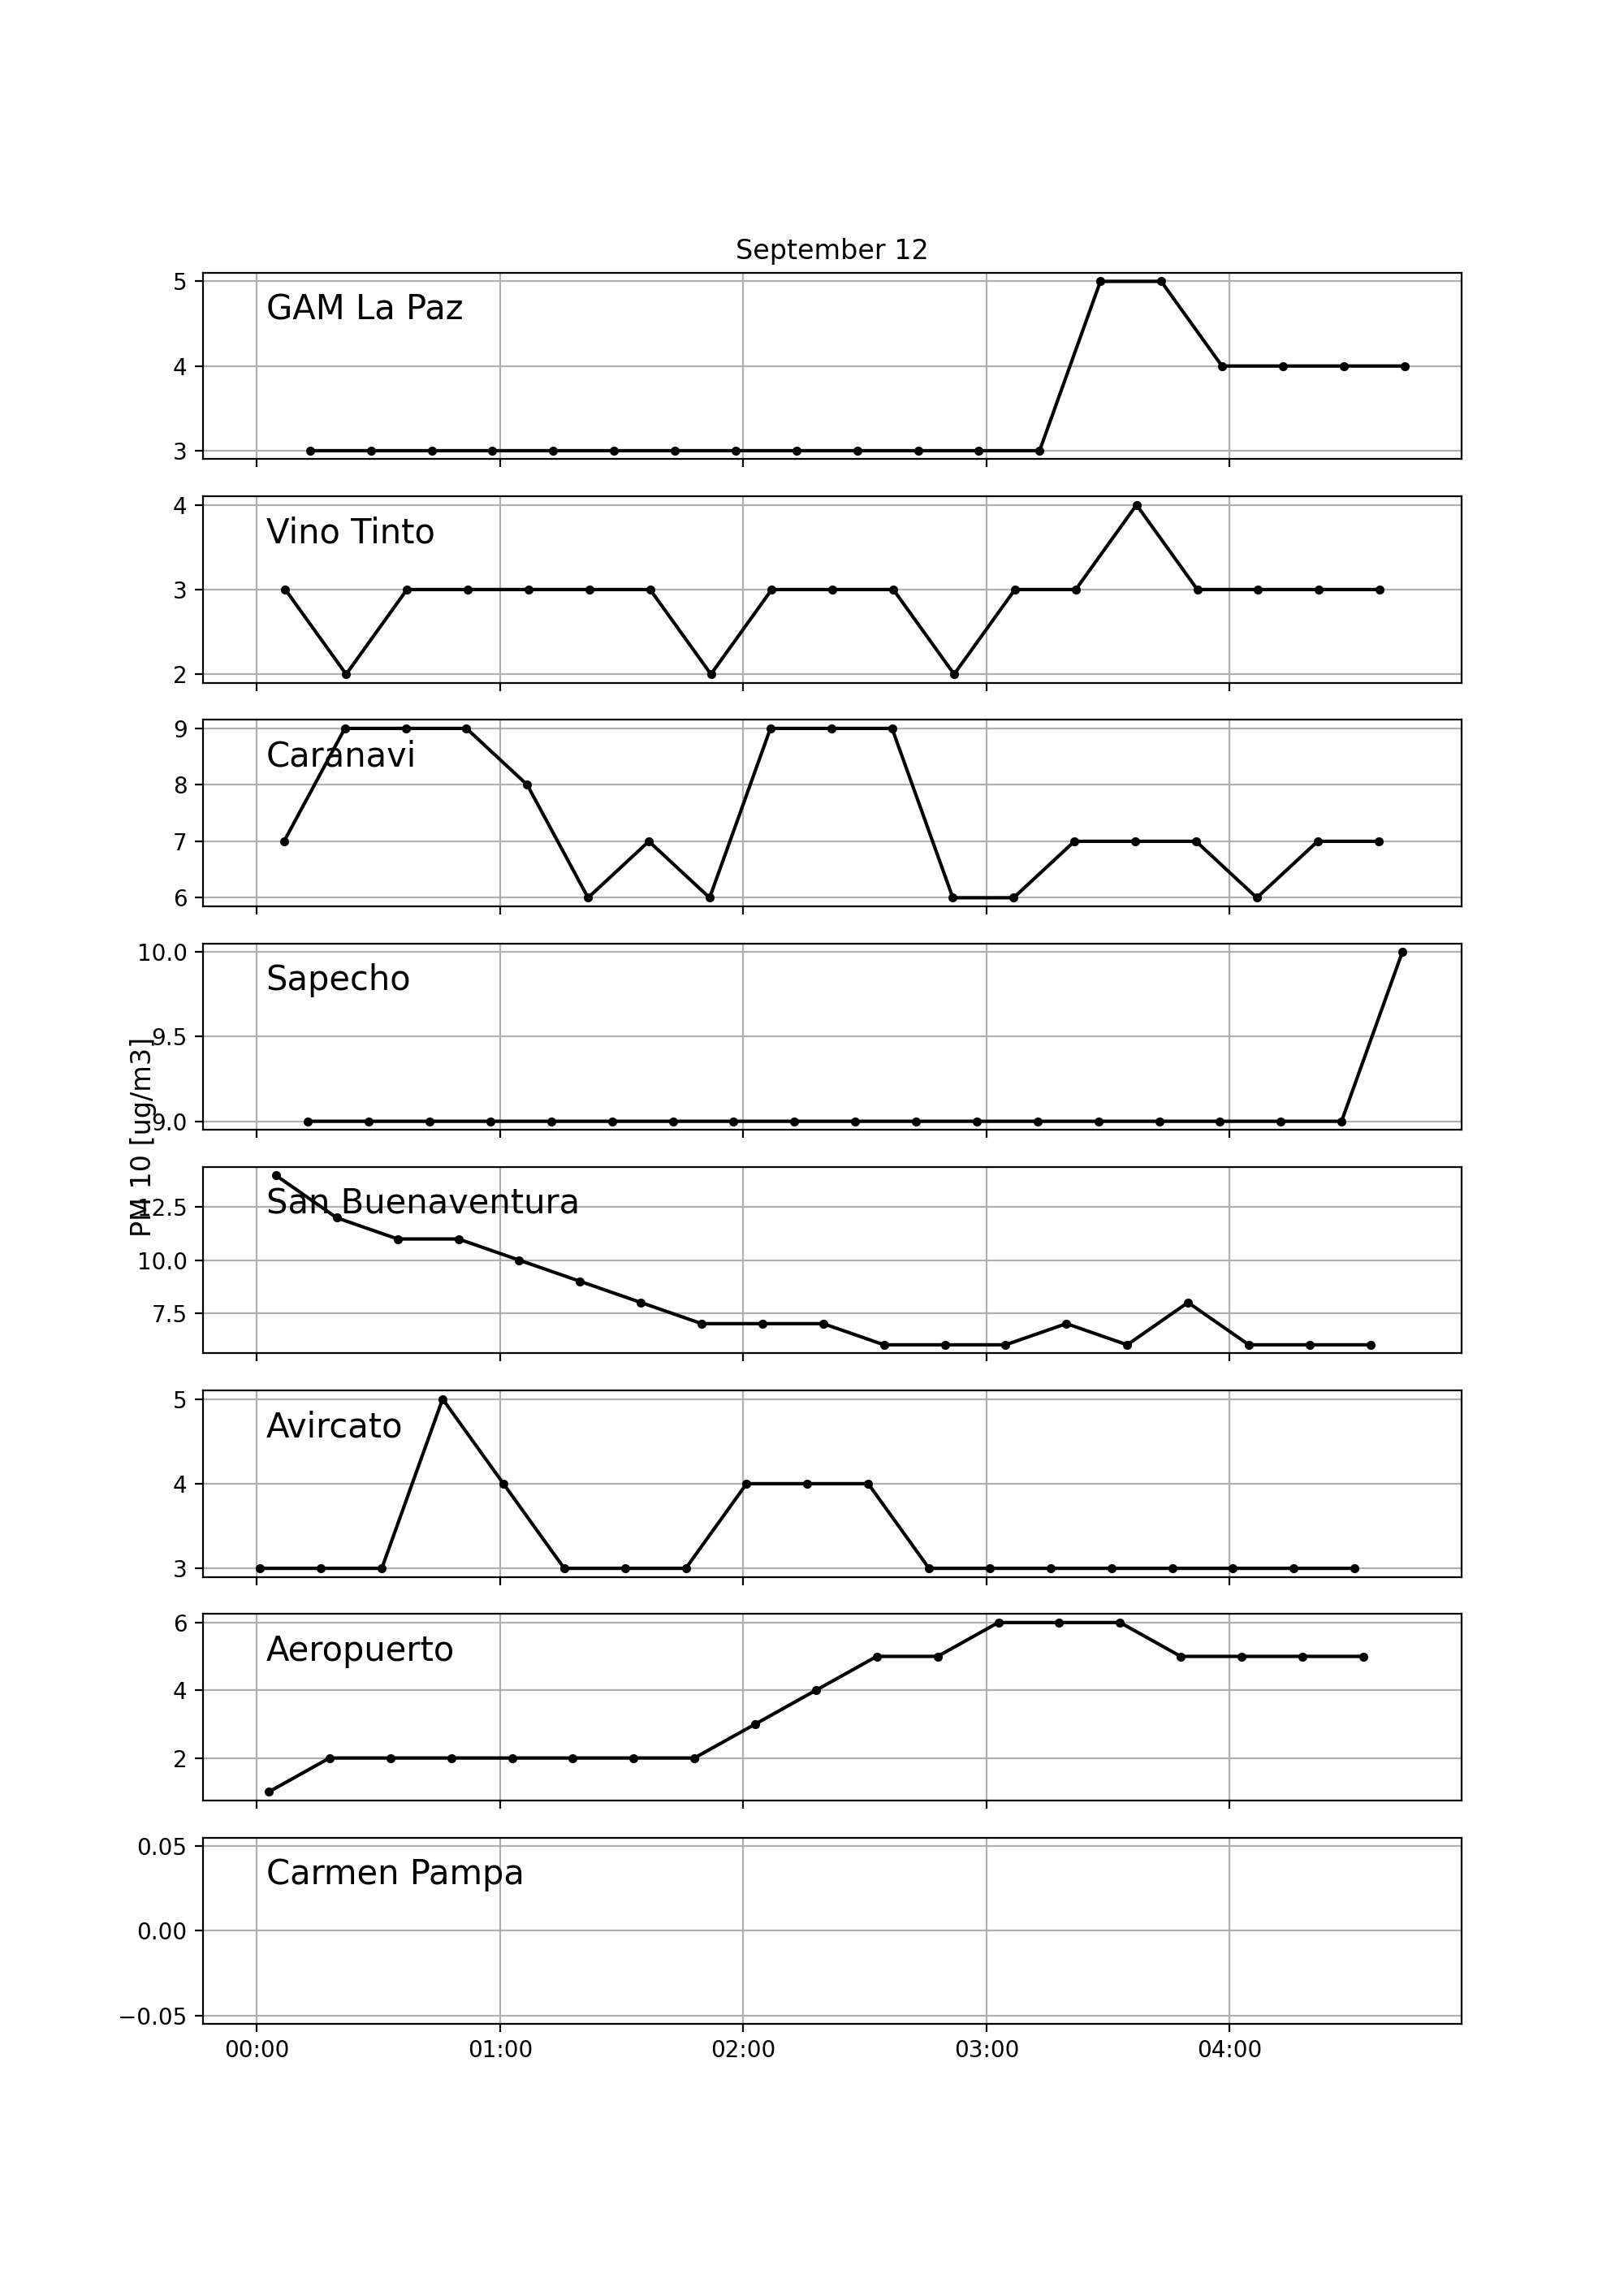 September 12
5
GAM La Paz
4
3
4
Vino Tinto
3
2
9
Caranavi
8
7
6
10.0
Sapecho
9.5
9.0
PM 10 [ug/m3]
San Buenaventura
12.5
10.0
7.5
5
Avircato
4
3
6
Aeropuerto
4
2
0.05
Carmen Pampa
0.00
−0.05
00:00 01:00 02:00 03:00 04:00